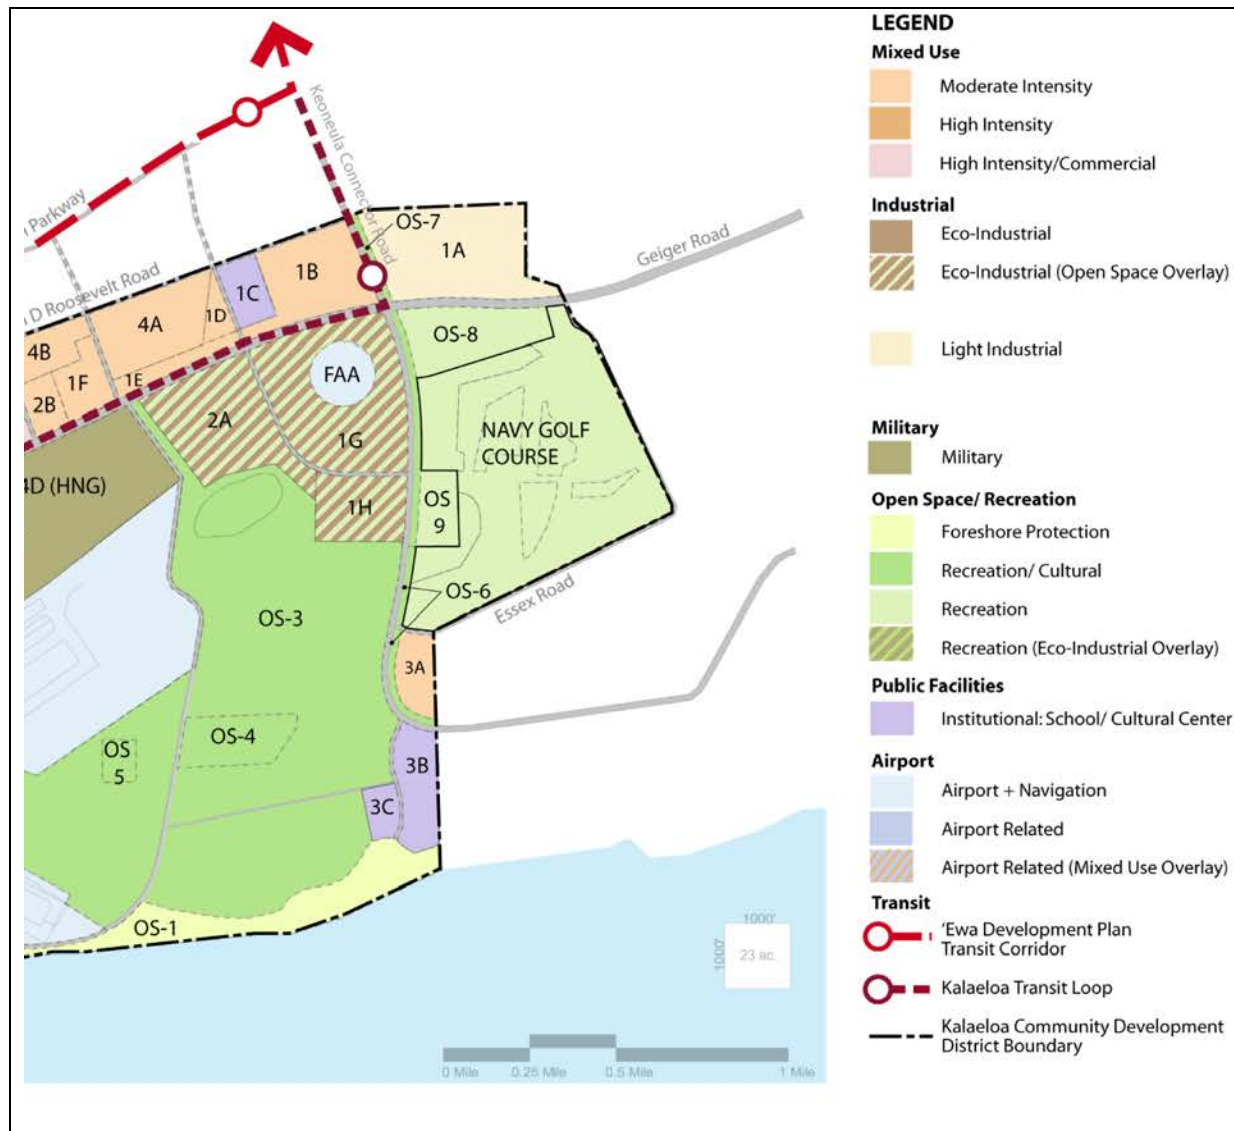 LEGEND
Mixed Use
Moderate Intensity
High Intensity
High Intensity/Commercial
Industrial
Eco-Industrial
Eco-Industrial (Open Space Overlay)
Light Industrial
Military
Military
Open Space/ Recreation
Foreshore Protection
Recreation/ Cultural
Recreation
Recreation (Eco-Industrial Overlay)
Public Facilities
Institutional: School/ Cultural Center
Airport
Airport + Navigation
Airport Related
Airport Related (Mixed Use Overlay)
Transit
'Ewa Development Plan
Transit Corridor
Kalaeloa Transit Loop
Kalaeloa Community Development
District Boundary
Keoneula Connector Road
Parkway
D Roosevelt Road
Geiger Road
Essex Road
OS-7
1A
1B
1C
1D
4A
4B
1F
1E
2B
OS-8
FAA
2A
1G
NAVY GOLF
COURSE
4D (HNG)
1H
OS
9
OS-6
OS-3
3A
OS-4
OS
5
3B
3C
OS-1
1000'
1000'
23 ac.
0 Mile
0.25 Mile
0.5 Mile
1 Mile